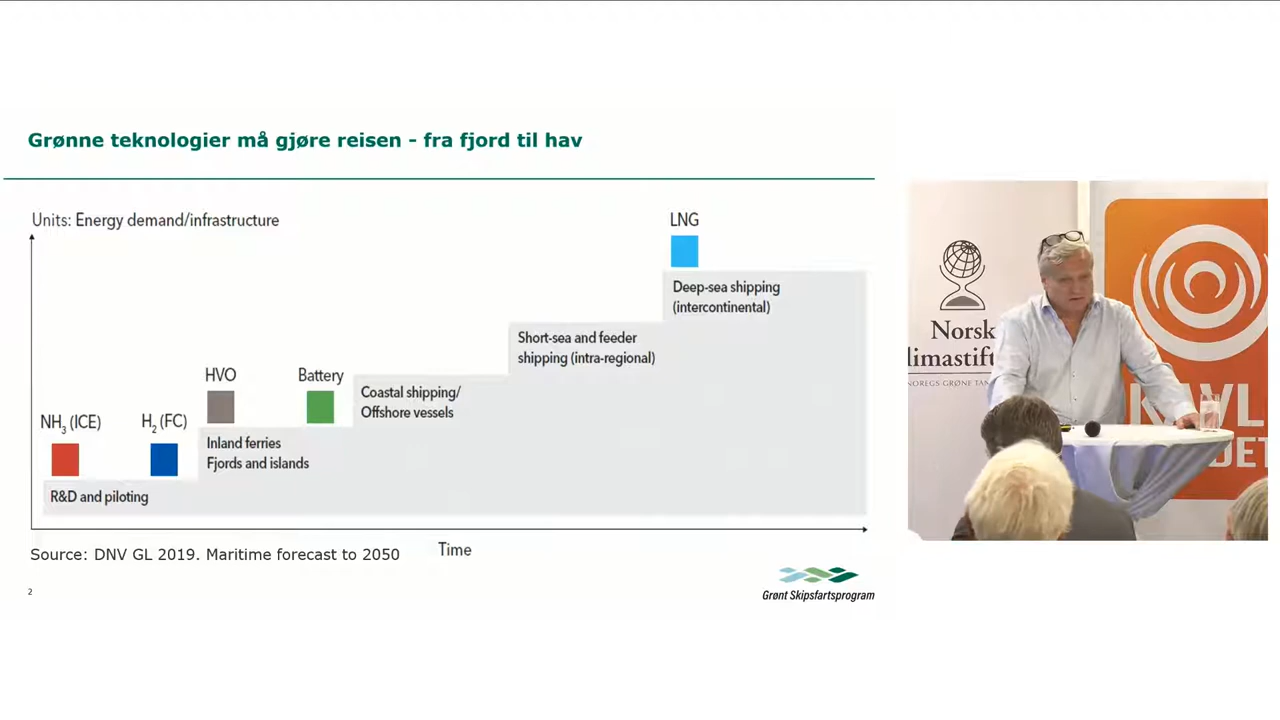 Grønne teknologier må gjøre reisen - fra fjord til hav
Units: Energy demand/infrastructure
LNG
Deep-sea shipping
(intercontinental)
Short-sea and feeder
shipping (intra-regional)
HVO
Battery
Coastal shipping/
Offshore vessels
NH3 (ICE)
H2 (FC)
Inland ferries
Fjords and islands
R&D and piloting
Time
Source: DNV GL 2019. Maritime forecast to 2050
2
Grønt Skipsfartsprogram
Norsk
limastift
NOREGS GRØNE TAN